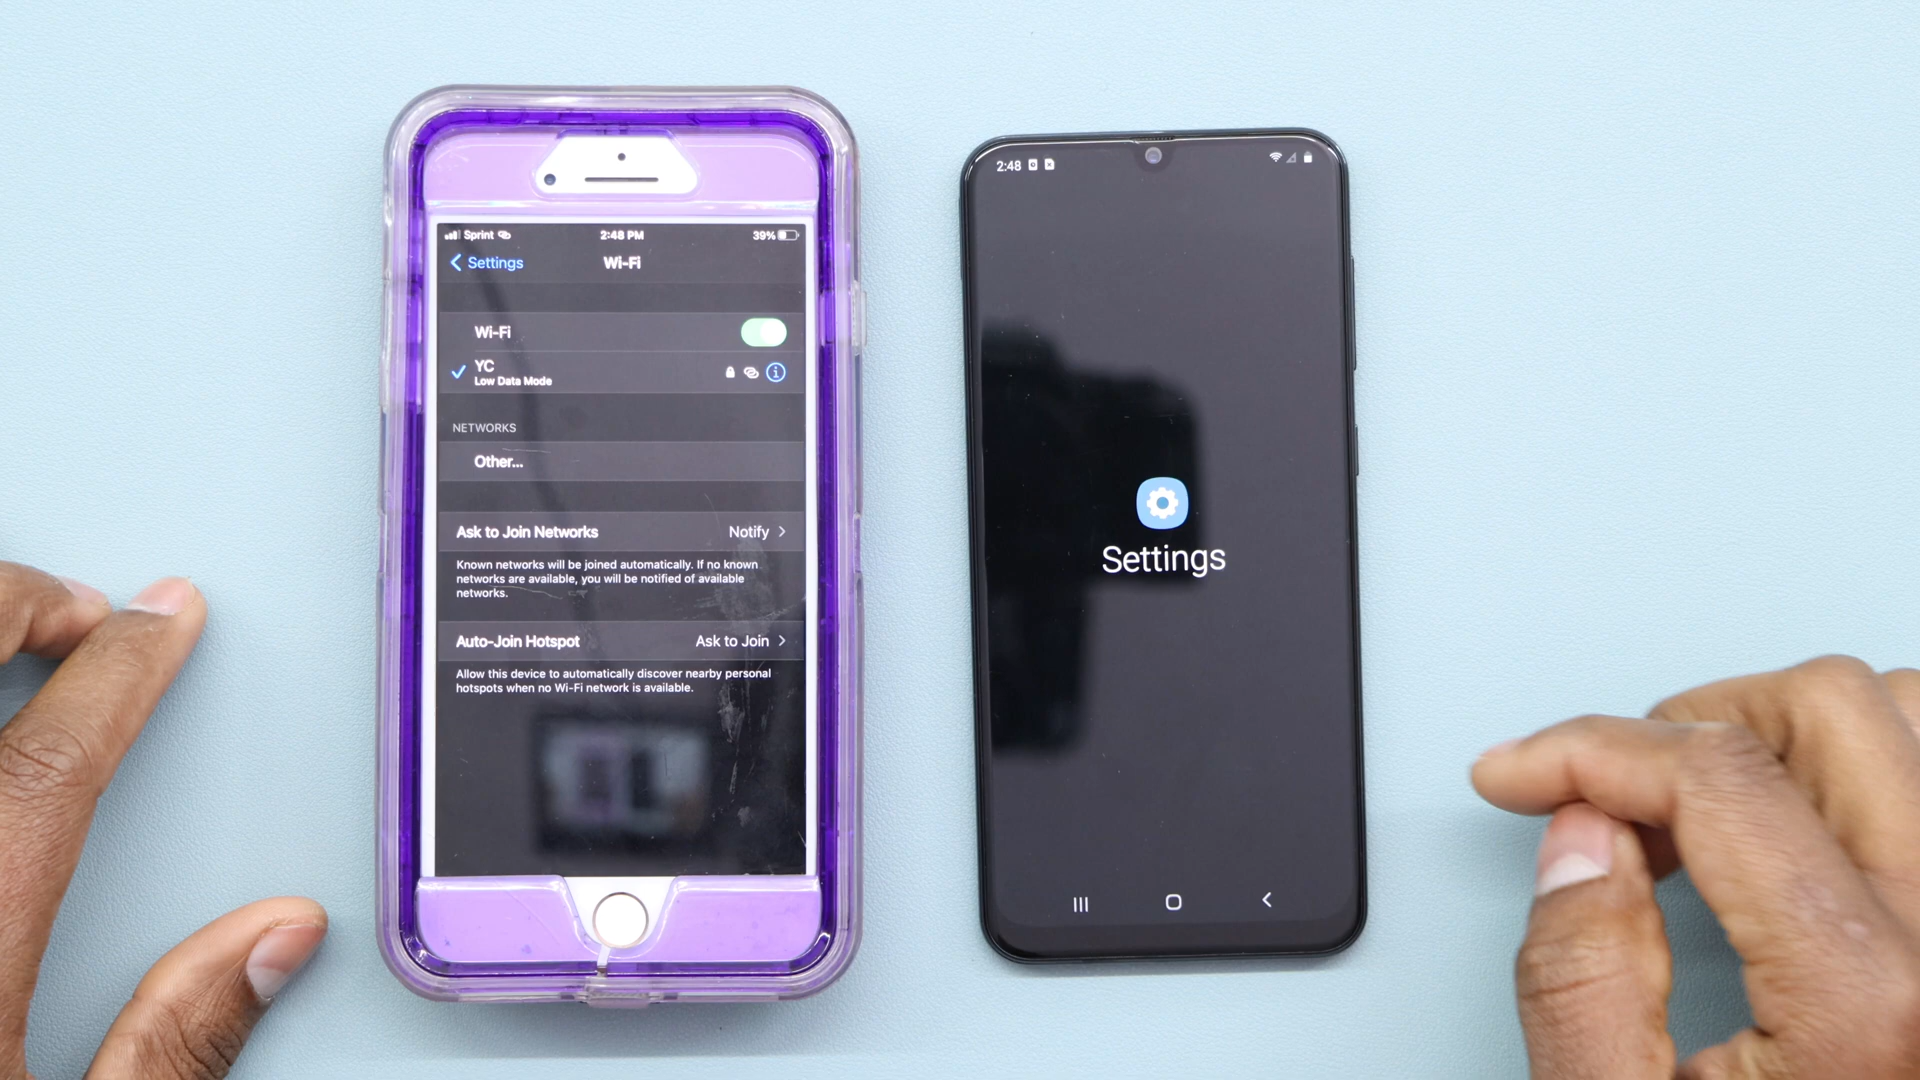 Sprint
2:48 PM
39%
Settings
Wi-Fi
Wi-Fi
YC
Low Data Mode
NETWORKS
Other...
Ask to Join Networks
Notify
Known networks will be joined automatically. If no known
networks are available, you will be notified of available
networks.
Auto-Join Hotspot
Ask to Join
Allow this device to automatically discover nearby personal
hotspots when no Wi-Fi network is available.
2:48
Settings